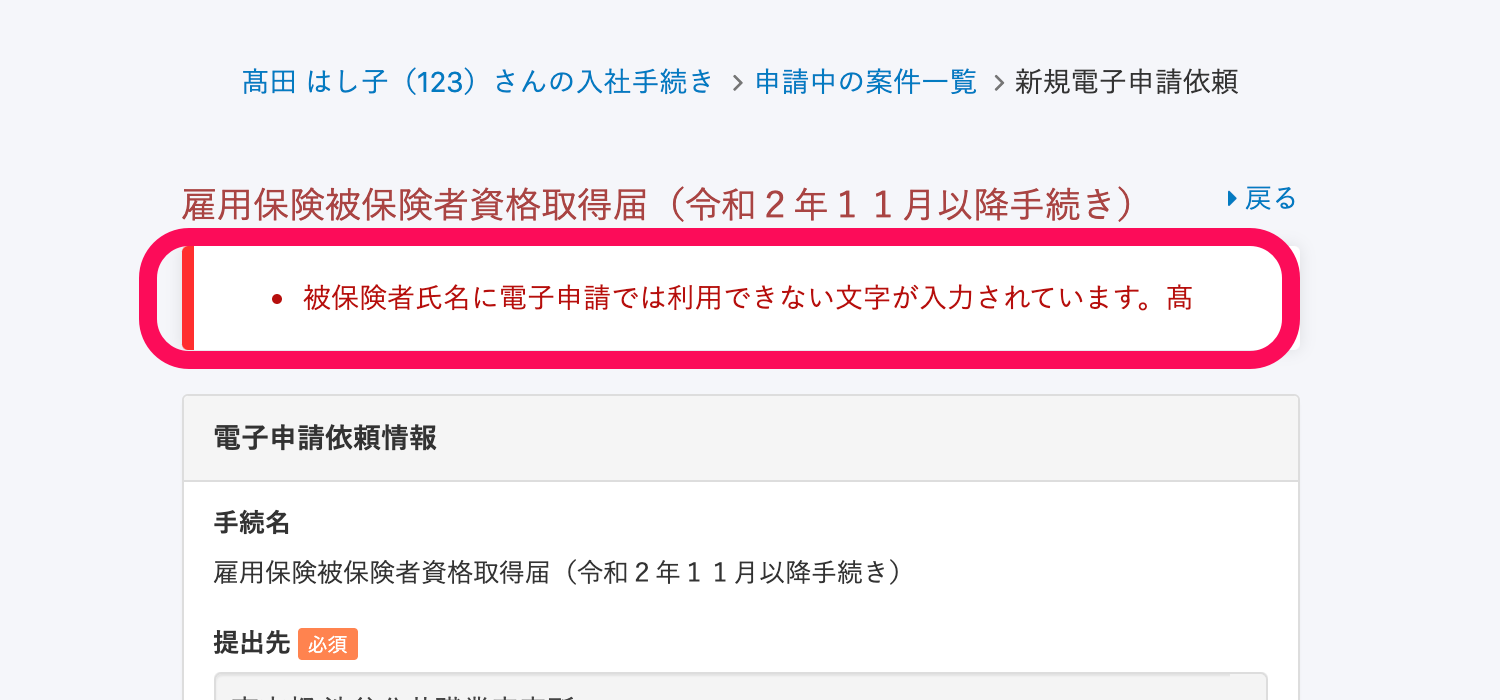 髙田 はし子（123）さんの入社手続き > 申請中の案件一覧 > 新規電子申請依頼
雇用保険被保険者資格取得届（令和２年１１月以降手続き）
戻る
• 被保険者氏名に電子申請では利用できない文字が入力されています。髙
電子申請依頼情報
手続名
雇用保険被保険者資格取得届（令和２年１１月以降手続き）
提出先 必須